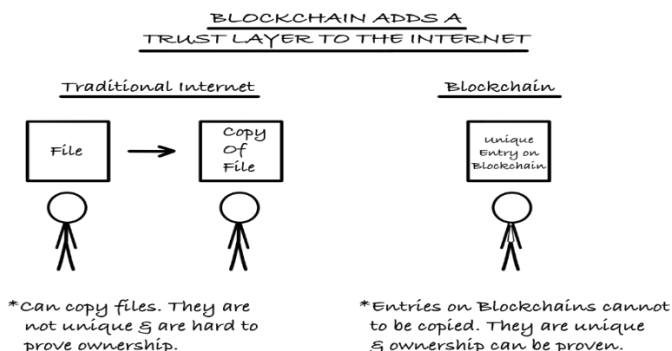 BLOCKCHAIN ADDS A
TRUST LAYER TO THE INTERNET
Traditional Internet
File
Copy
Of
File
*Can copy files. They are
not unique & are hard to
prove ownership.
Blockchain
Unique
Entry on
Blockchain
*Entries on Blockchains cannot
to be copied. They are unique
& ownership can be proven.